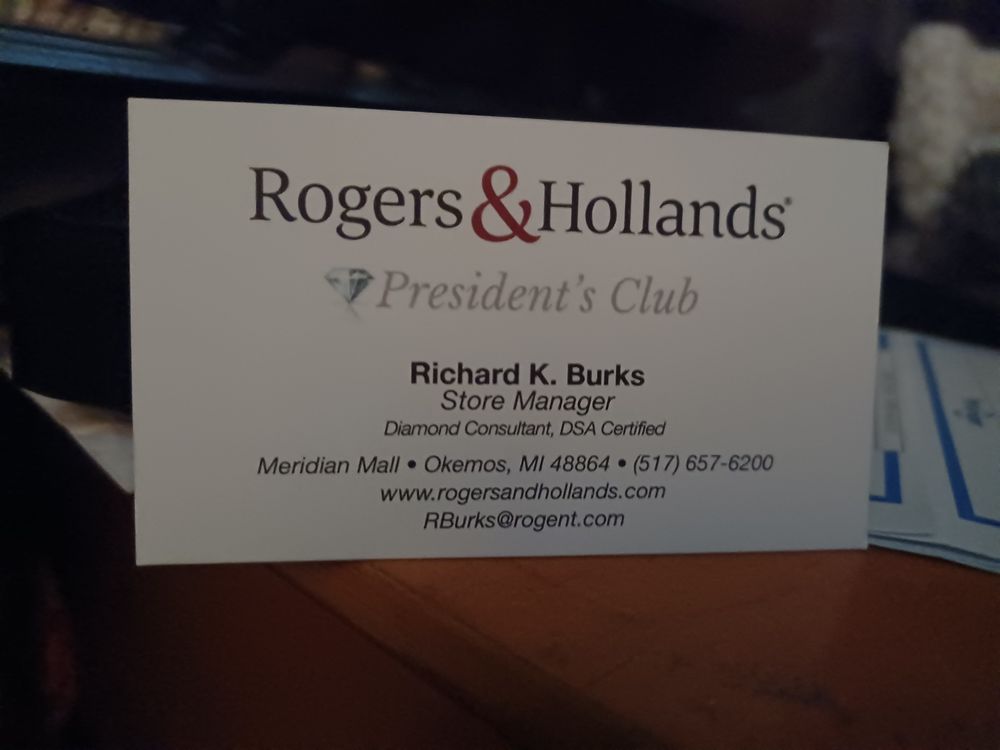 Rogers&Hollands®
President's Club
Richard K. Burks
Store Manager
Diamond Consultant, DSA Certified
Meridian Mall • Okemos, MI 48864 • (517) 657-6200
www.rogersandhollands.com
RBurks@rogent.com